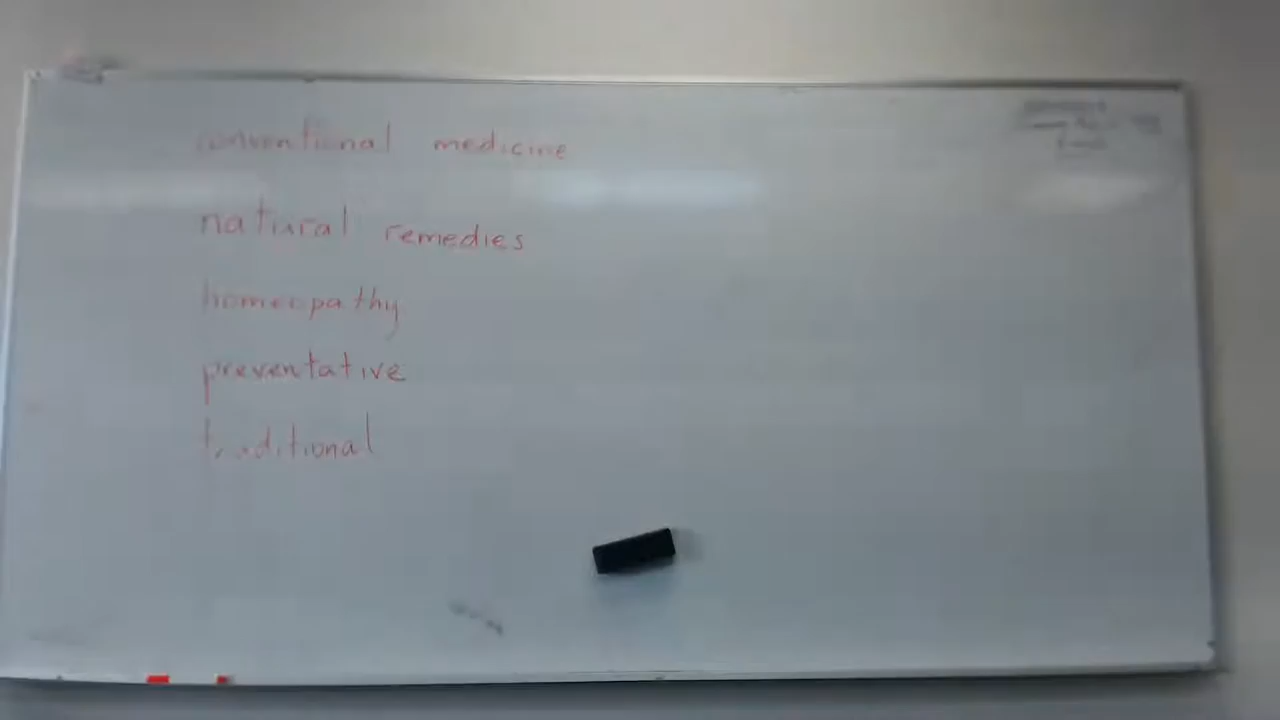 conventional medicine
natural remedies
homeopathy
preventative
traditional